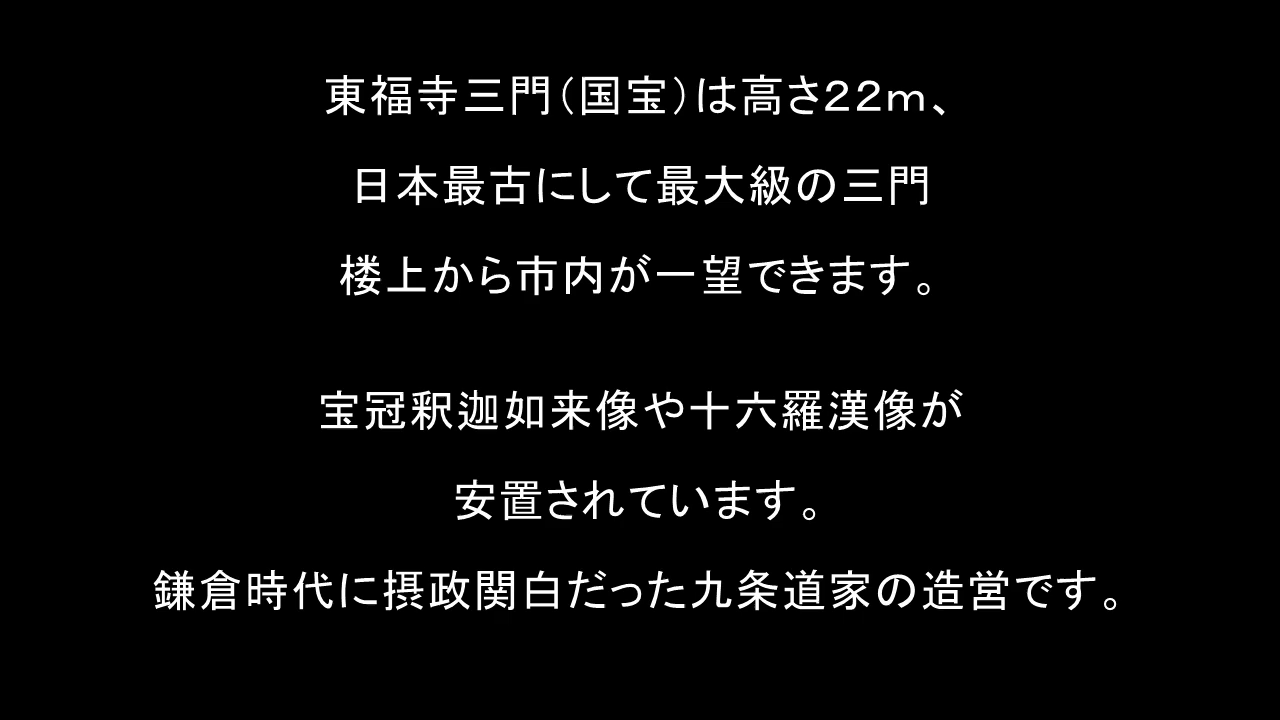 東福寺三門（国宝）は高さ２２ｍ、
日本最古にして最大級の三門
楼上から市内が一望できます。
宝冠釈迦如来像や十六羅漢像が
安置されています。
鎌倉時代に摂政関白だった九条道家の造営です。